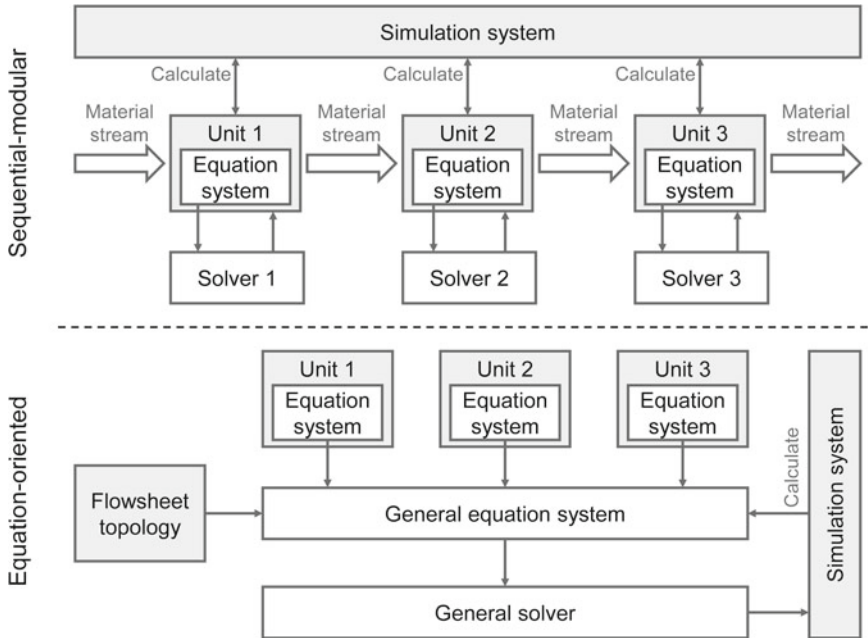 Sequential-modular
Simulation system
Calculate
Calculate
Calculate
Material
stream
Unit 1
Equation
system
Material
stream
Unit 2
Equation
system
Material
stream
Unit 3
Equation
system
Material
stream
Solver 1
Solver 2
Solver 3
Equation-oriented
Unit 1
Equation
system
Unit 2
Equation
system
Unit 3
Equation
system
Flowsheet
topology
General equation system
Calculate
Simulation system
General solver